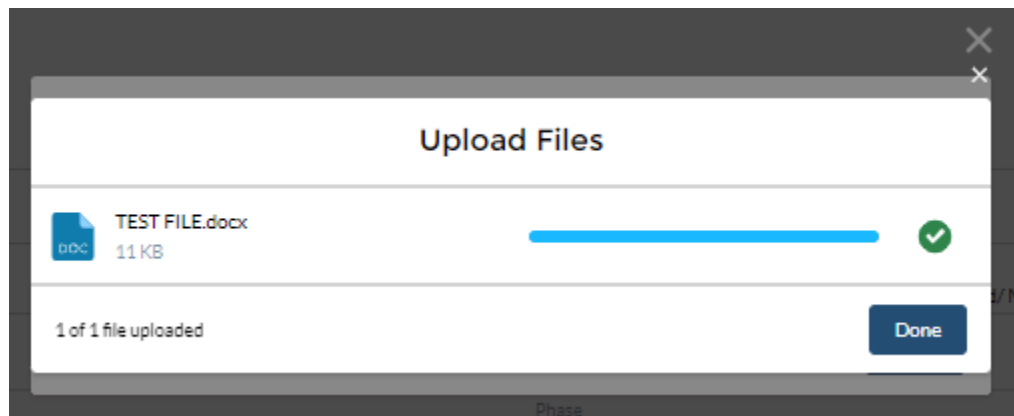 Upload Files
TEST FILE.docx
DOC
11 KB
1 of 1 file uploaded
Done
Phase